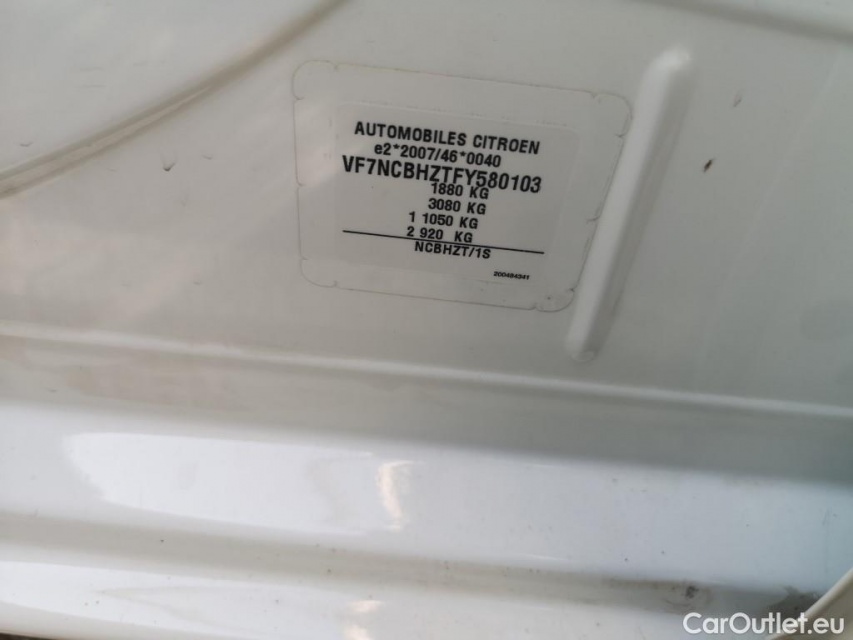 AUTOMOBILES CITROEN
e2*2007/46*0040
VF7NCBHZTFY580103
1880 KG
3080 KG
1 1050 KG
2 920 KG
NCBHZT/1S
200484341
CarOutlet.eu